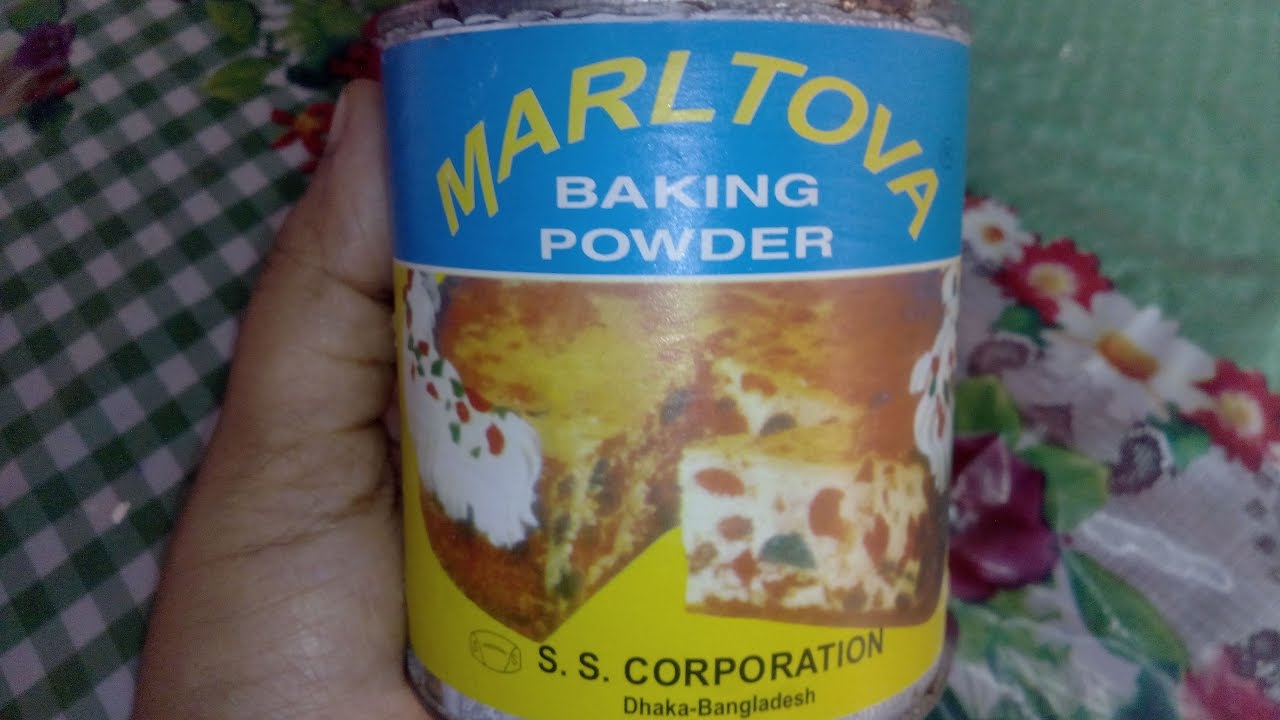 MARLTOVA
BAKING
POWDER
S. S. CORPORATION
Dhaka-Bangladesh